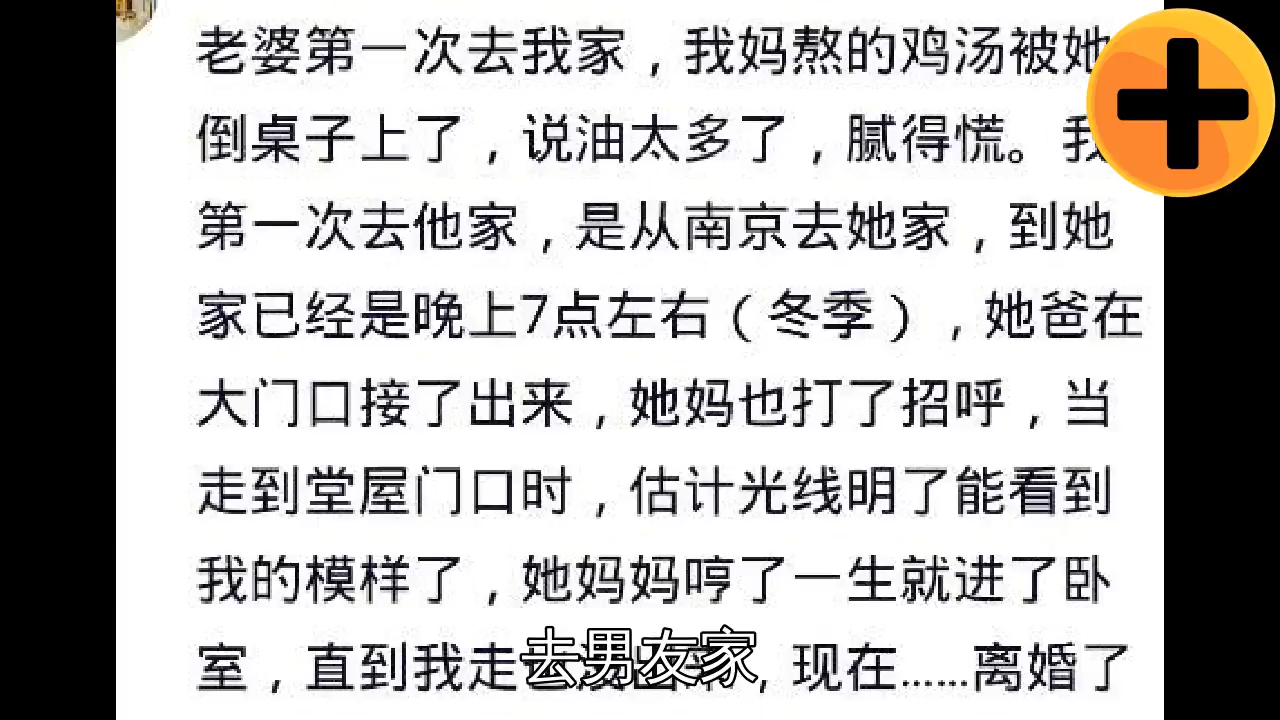 老婆第一次去我家，我妈熬的鸡汤被她
倒桌子上了，说油太多了，腻得慌。我
第一次去他家，是从南京去她家，到她
家已经是晚上7点左右（冬季），她爸在
大门口接了出来，她妈也打了招呼，当
走到堂屋门口时，估计光线明了能看到
我的模样了，她妈妈哼了一生就进了卧
室，直到我走，现在……离婚了
去男友家